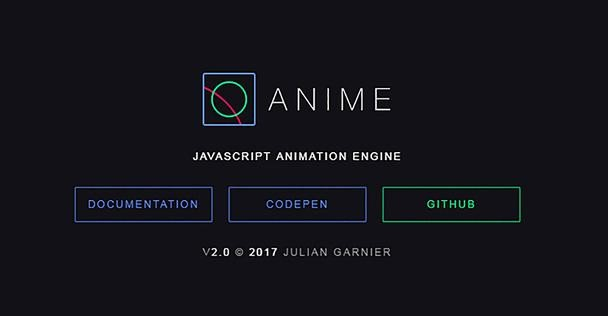 ANIME
JAVASCRIPT ANIMATION ENGINE
DOCUMENTATION CODEPEN GITHUB
V2.0 © 2017 JULIAN GARNIER